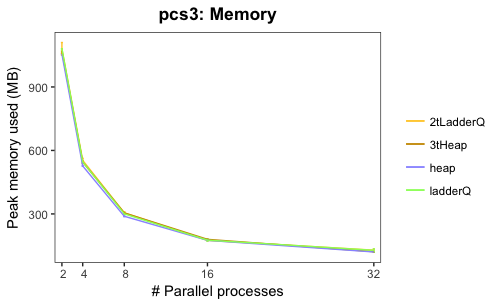 pcs3: Memory
Peak memory used (MB)
900
600
300
2 4 8 16 32
# Parallel processes
2tLadderQ
3tHeap
heap
ladderQ